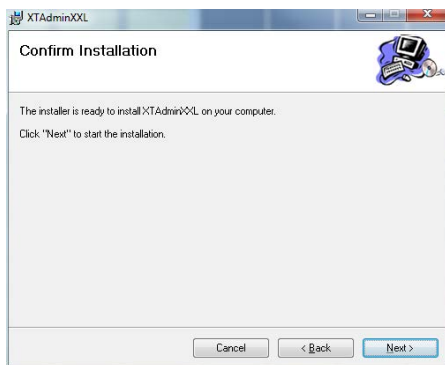 XTAdminXXL
Confirm Installation
The installer is ready to install XTAdminXXL on your computer.
Click "Next" to start the installation.
Cancel
< Back
Next >